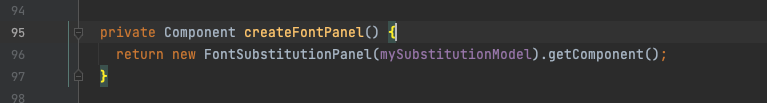 94
95 private Component createFontPanel() {
96 return new FontSubstitutionPanel(mySubstitutionModel).getComponent();
97 }
98